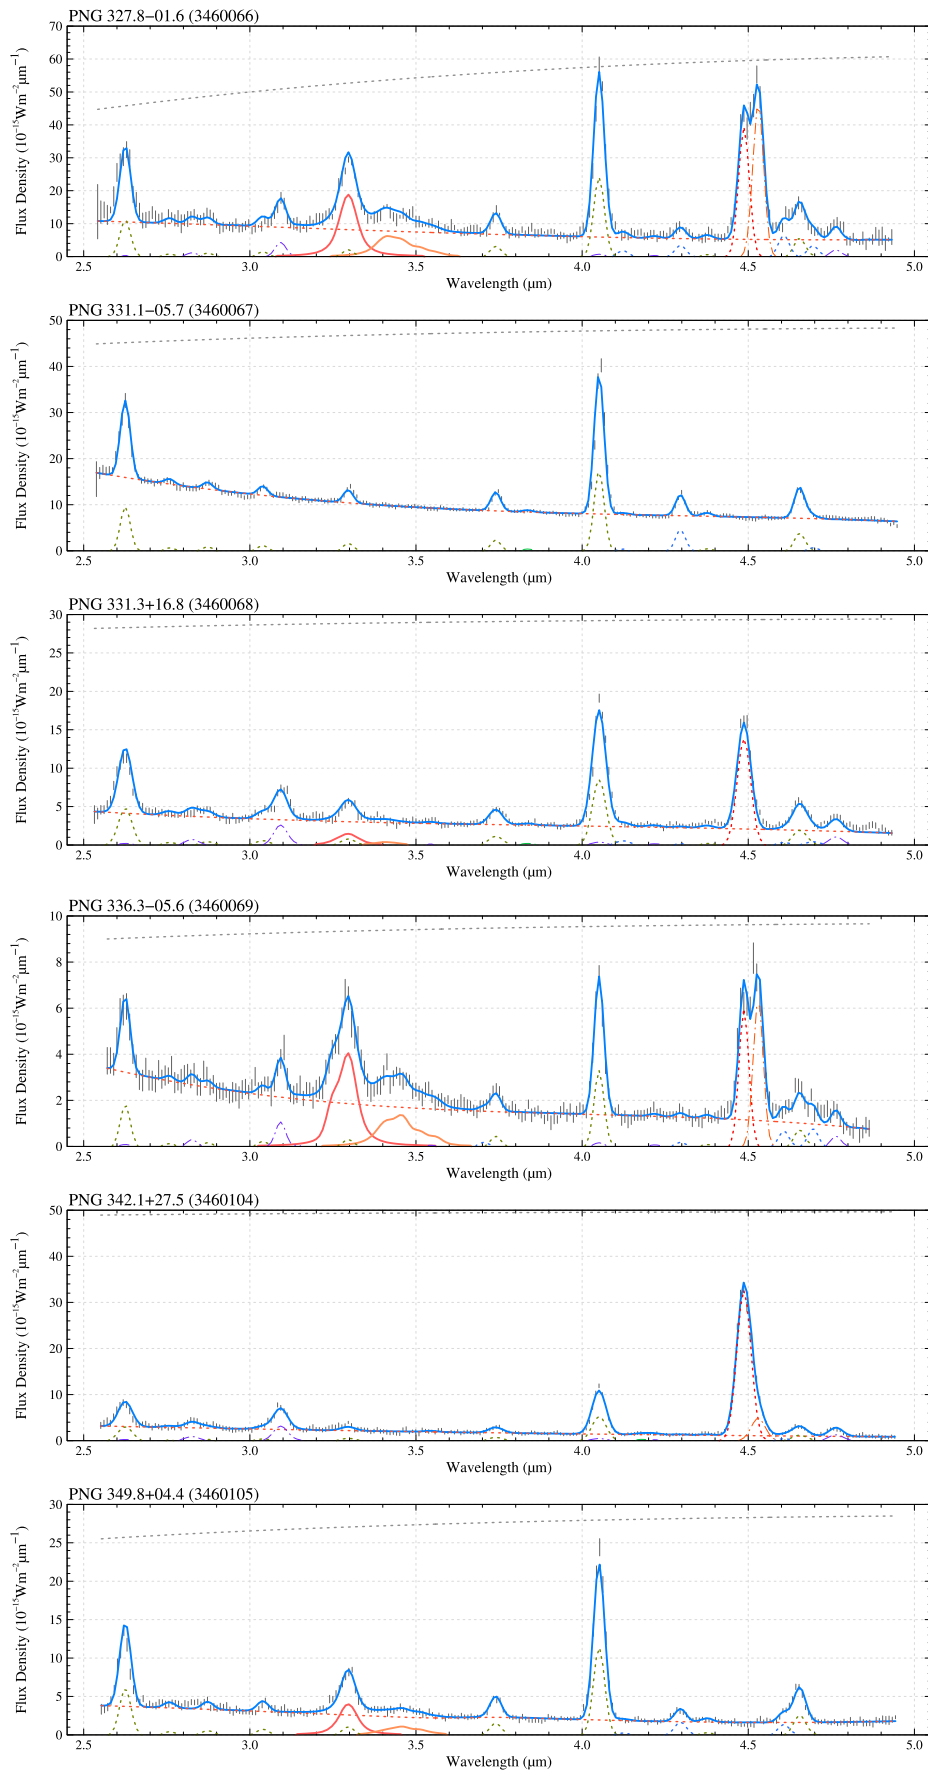 PNG 327.8−01.6 (3460066)
Flux Density (10⁻¹⁵Wm⁻²μm⁻¹)
70
60
50
40
30
20
10
0
2.5 3.0 3.5 4.0 4.5 5.0
Wavelength (μm)
PNG 331.1−05.7 (3460067)
Flux Density (10⁻¹⁵Wm⁻²μm⁻¹)
50
40
30
20
10
0
2.5 3.0 3.5 4.0 4.5 5.0
Wavelength (μm)
PNG 331.3+16.8 (3460068)
Flux Density (10⁻¹⁵Wm⁻²μm⁻¹)
30
25
20
15
10
5
0
2.5 3.0 3.5 4.0 4.5 5.0
Wavelength (μm)
PNG 336.3−05.6 (3460069)
Flux Density (10⁻¹⁵Wm⁻²μm⁻¹)
10
8
6
4
2
0
2.5 3.0 3.5 4.0 4.5 5.0
Wavelength (μm)
PNG 342.1+27.5 (3460104)
Flux Density (10⁻¹⁵Wm⁻²μm⁻¹)
50
40
30
20
10
0
2.5 3.0 3.5 4.0 4.5 5.0
Wavelength (μm)
PNG 349.8+04.4 (3460105)
Flux Density (10⁻¹⁵Wm⁻²μm⁻¹)
30
25
20
15
10
5
0
2.5 3.0 3.5 4.0 4.5 5.0
Wavelength (μm)